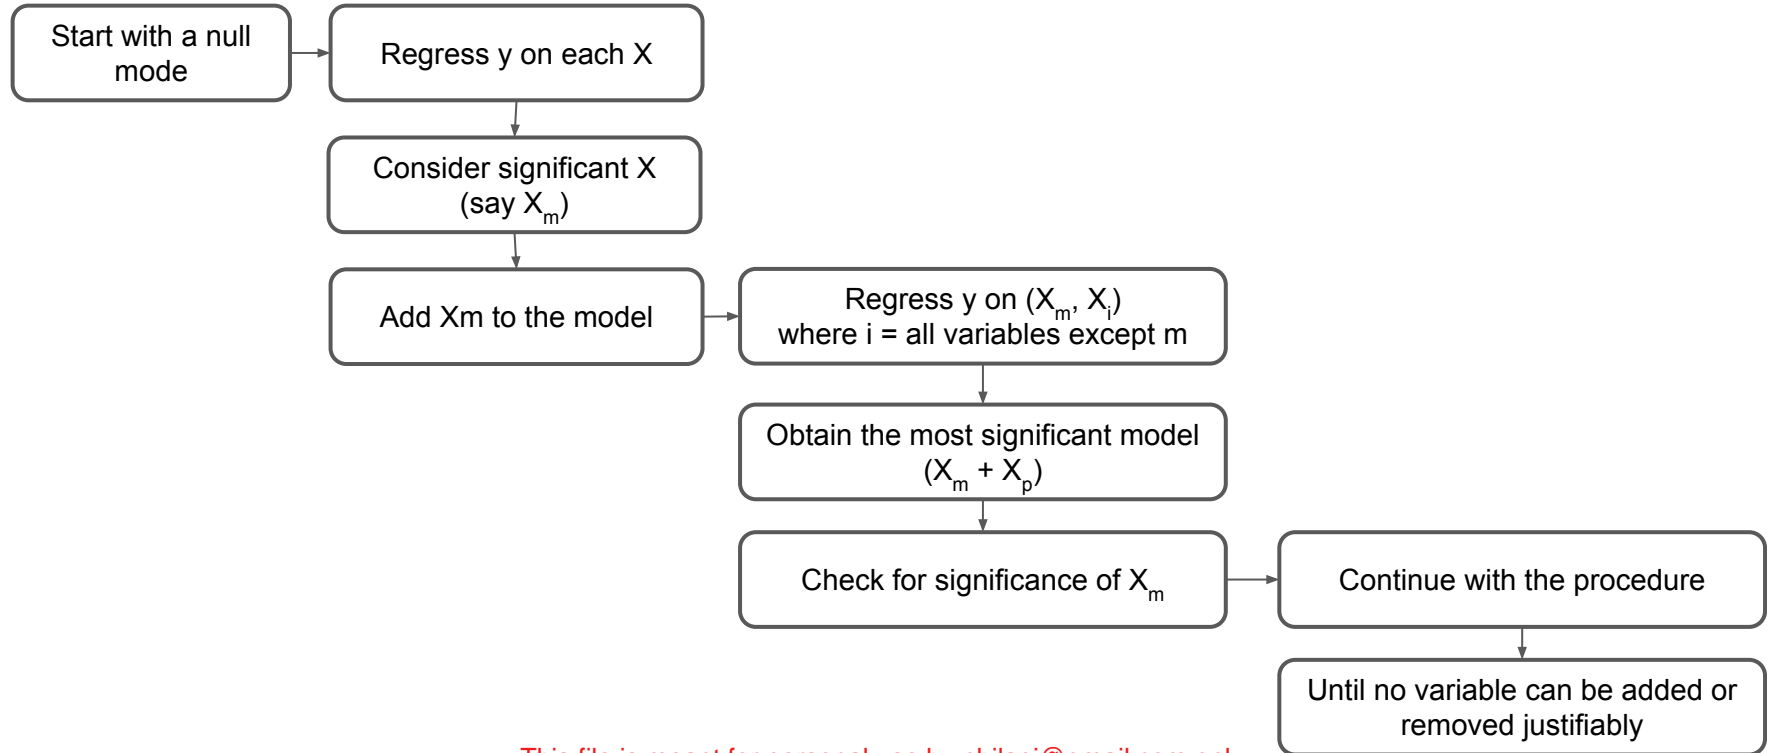 Start with a null
mode
Regress y on each X
Consider significant X
(say Xm)
Add Xm to the model
Regress y on (Xm, Xi)
where i = all variables except m
Obtain the most significant model
(Xm + Xp)
Check for significance of Xm
Continue with the procedure
Until no variable can be added or
removed justifiably
This file is meant for personal use by